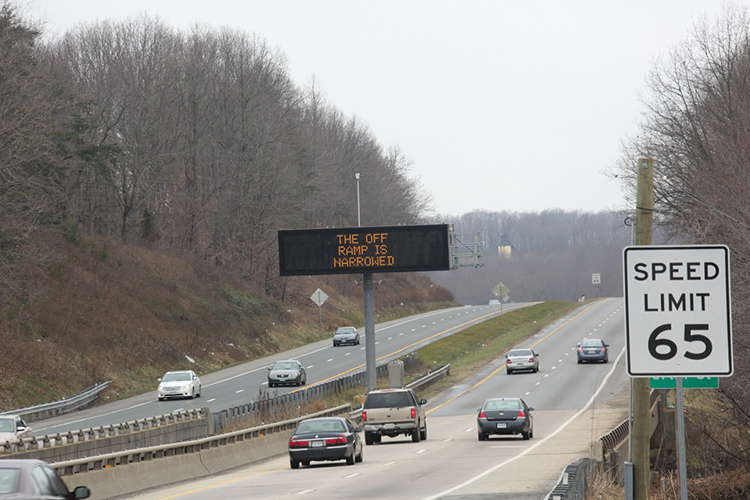 THE OFF
RAMP IS
NARROWED
SPEED
LIMIT
65